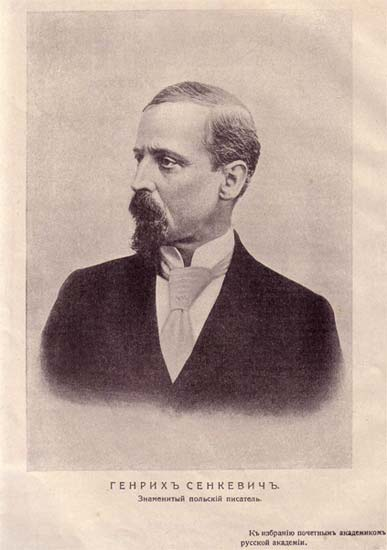 ГЕНРИХЪ СЕНКЕВИЧЪ.
Знаменитый польскій писатель.
Къ избранію почетнымъ академикомъ
русской академіи.